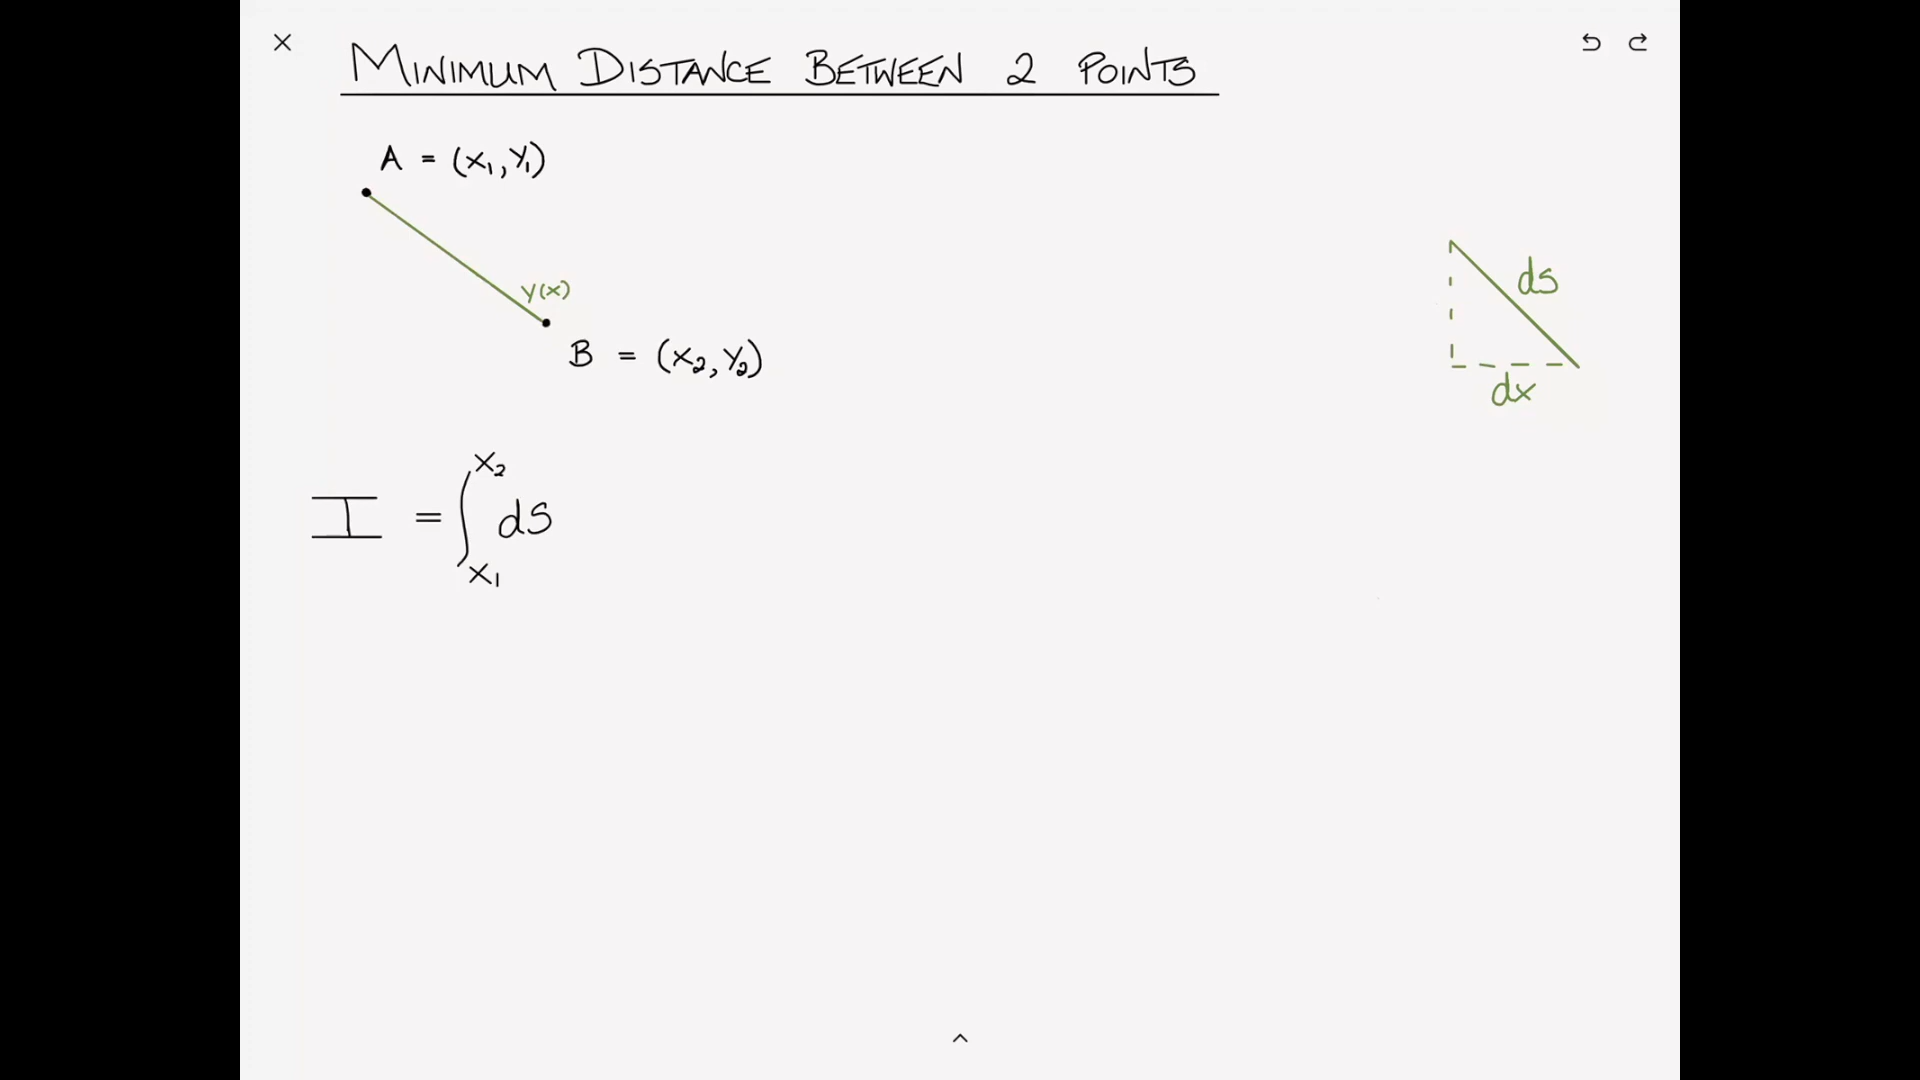 MINIMUM DISTANCE BETWEEN 2 POINTS
A = (x₁, y₁)
y(x)
B = (x₂, y₂)
ds
dx
I = ∫ₓ₁ˣ² ds